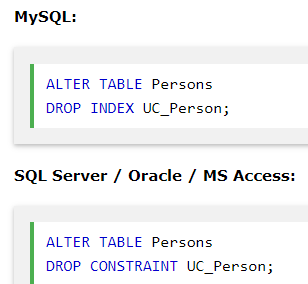 MySQL:
ALTER TABLE Persons
DROP INDEX UC_Person;
SQL Server / Oracle / MS Access:
ALTER TABLE Persons
DROP CONSTRAINT UC_Person;